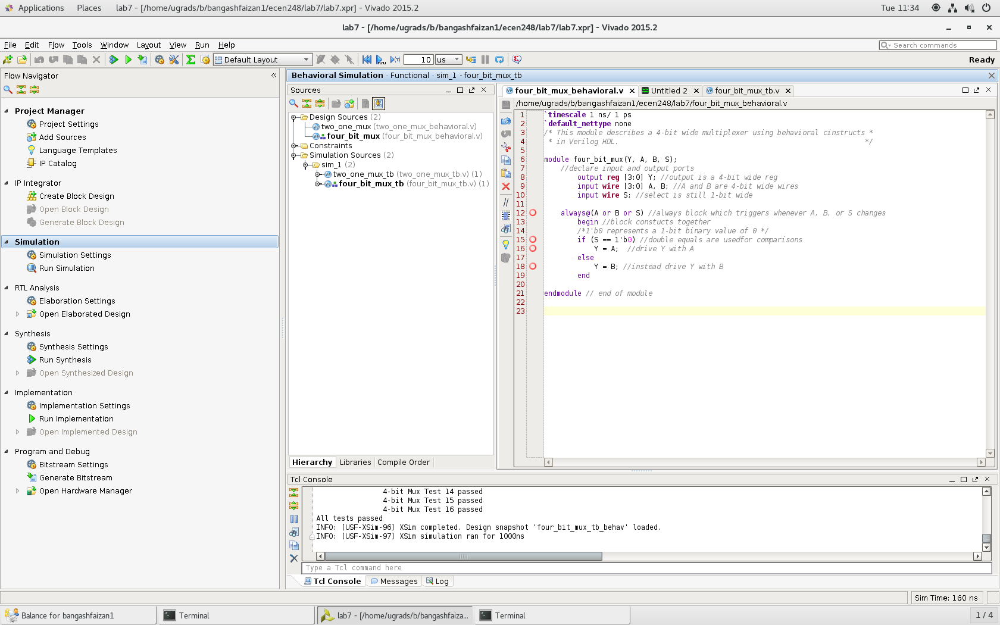 Applications Places lab7 - [/home/ugrads/b/bangashfaizan1/ecen248/lab7/lab7.xpr] - Vivado 2015.2 Tue 11:34
lab7 - [/home/ugrads/b/bangashfaizan1/ecen248/lab7/lab7.xpr] - Vivado 2015.2
File Edit Flow Tools Window Layout View Run Help Search commands
Default Layout 10 us Ready
Flow Navigator
Project Manager
Project Settings
Add Sources
Language Templates
IP Catalog
IP Integrator
Create Block Design
Open Block Design
Generate Block Design
Simulation
Simulation Settings
Run Simulation
RTL Analysis
Elaboration Settings
Open Elaborated Design
Synthesis
Synthesis Settings
Run Synthesis
Open Synthesized Design
Implementation
Implementation Settings
Run Implementation
Open Implemented Design
Program and Debug
Bitstream Settings
Generate Bitstream
Open Hardware Manager
Behavioral Simulation - Functional - sim_1 - four_bit_mux_tb
Sources
Design Sources (2)
two_one_mux (two_one_mux_behavioral.v)
four_bit_mux (four_bit_mux_behavioral.v)
Constraints
Simulation Sources (2)
sim_1 (2)
two_one_mux_tb (two_one_mux_tb.v) (1)
four_bit_mux_tb (four_bit_mux_tb.v) (1)
Hierarchy Libraries Compile Order
four_bit_mux_behavioral.v Untitled 2 four_bit_mux_tb.v
/home/ugrads/b/bangashfaizan1/ecen248/lab7/four_bit_mux_behavioral.v
1 `timescale 1 ns/ 1 ps
2 `default_nettype none
3 /* This module describes a 4-bit wide multiplexer using behavioral cinstructs *
4 * in Verilog HDL. */
5
6 module four_bit_mux(Y, A, B, S);
7 //declare input and output ports
8 output reg [3:0] Y; //output is a 4-bit wide reg
9 input wire [3:0] A, B; //A and B are 4-bit wide wires
10 input wire S; //select is still 1-bit wide
11
12 always@(A or B or S) //always block which triggers whenever A, B, or S changes
13 begin //block constucts together
14 /*1'b0 represents a 1-bit binary value of 0 */
15 if (S == 1'b0) //double equals are usedfor comparisons
16 Y = A; //drive Y with A
17 else
18 Y = B; //instead drive Y with B
19 end
20
21 endmodule // end of module
22
23
Tcl Console
4-bit Mux Test 14 passed
4-bit Mux Test 15 passed
4-bit Mux Test 16 passed
All tests passed
INFO: [USF-XSim-96] XSim completed. Design snapshot 'four_bit_mux_tb_behav' loaded.
INFO: [USF-XSim-97] XSim simulation ran for 1000ns
Type a Tcl command here
Tcl Console Messages Log
Sim Time: 160 ns
Balance for bangashfaizan1 Terminal lab7 - [/home/ugrads/b/bangashfaiza... Terminal 1 / 4